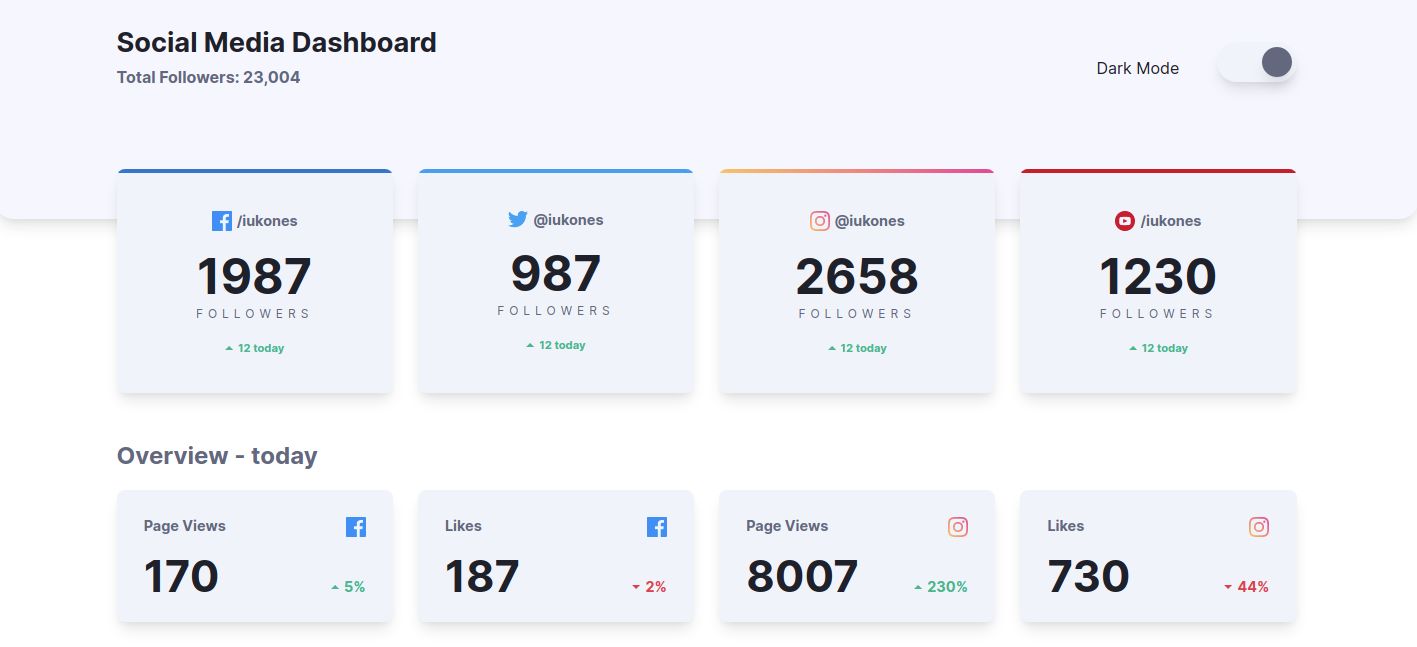 Social Media Dashboard
Total Followers: 23,004
Dark Mode
/iukones
1987
FOLLOWERS
12 today
@iukones
987
FOLLOWERS
12 today
@iukones
2658
FOLLOWERS
12 today
/iukones
1230
FOLLOWERS
12 today
Overview - today
Page Views
170
5%
Likes
187
2%
Page Views
8007
230%
Likes
730
44%